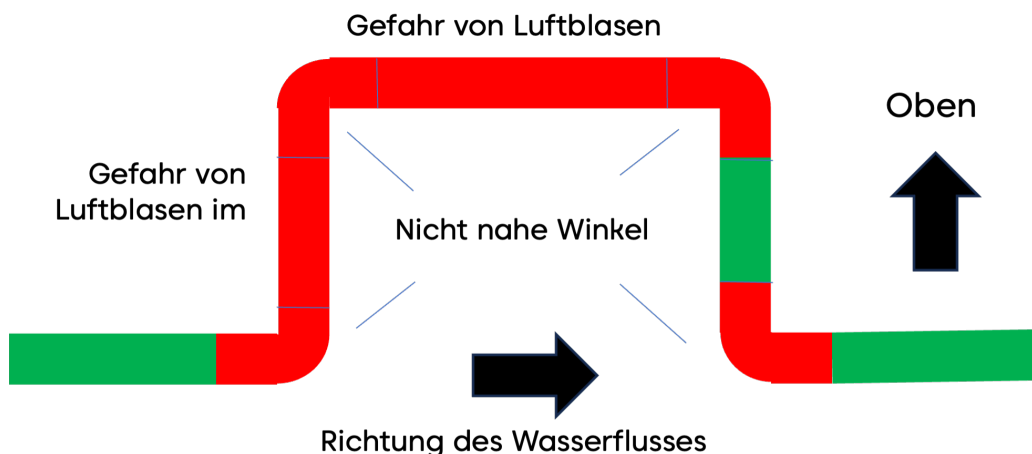 Gefahr von Luftblasen
Oben
Gefahr von
Luftblasen im
Nicht nahe Winkel
Richtung des Wasserflusses